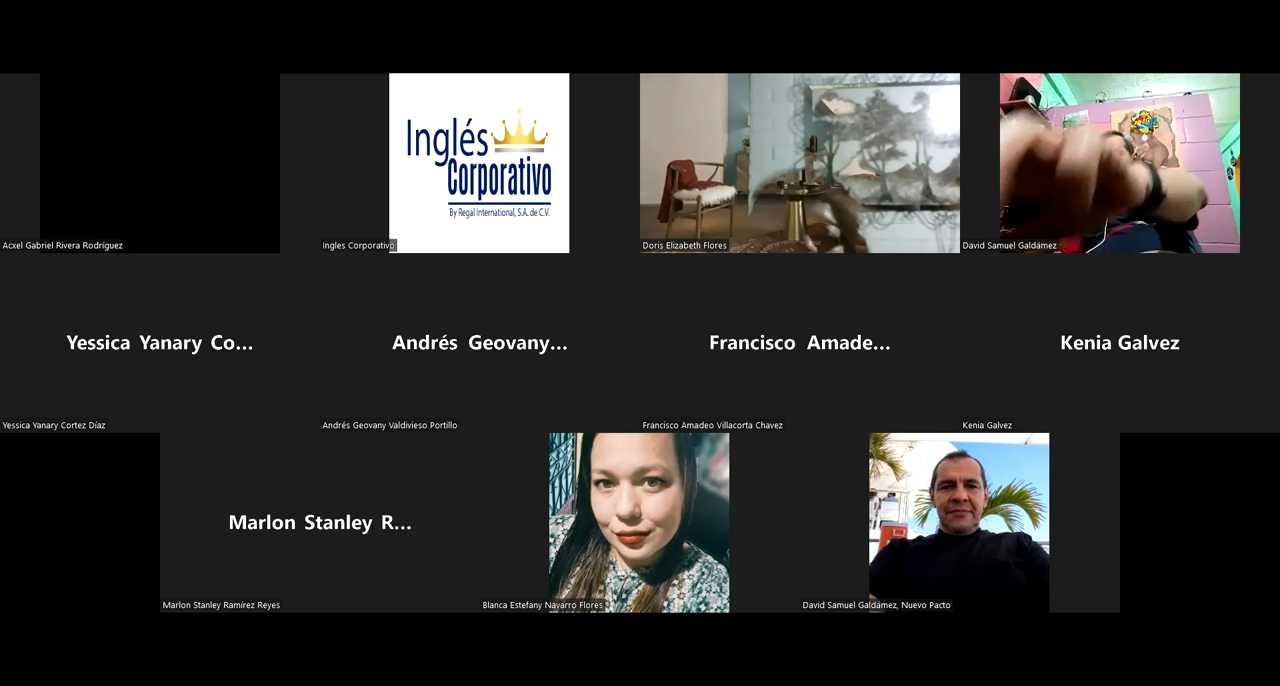 Inglés
Corporativo
By Regal International, S.A. de C.V.
Acxel Gabriel Rivera Rodríguez
Ingles Corporativo
Doris Elizabeth Flores
David Samuel Galdámez
Yessica Yanary Co...
Andrés Geovany...
Francisco Amade...
Kenia Galvez
Yessica Yanary Cortez Díaz
Andrés Geovany Valdivieso Portillo
Francisco Amadeo Villacorta Chavez
Kenia Galvez
Marlon Stanley R...
Marlon Stanley Ramírez Reyes
Blanca Estefany Navarro Flores
David Samuel Galdámez, Nuevo Pacto